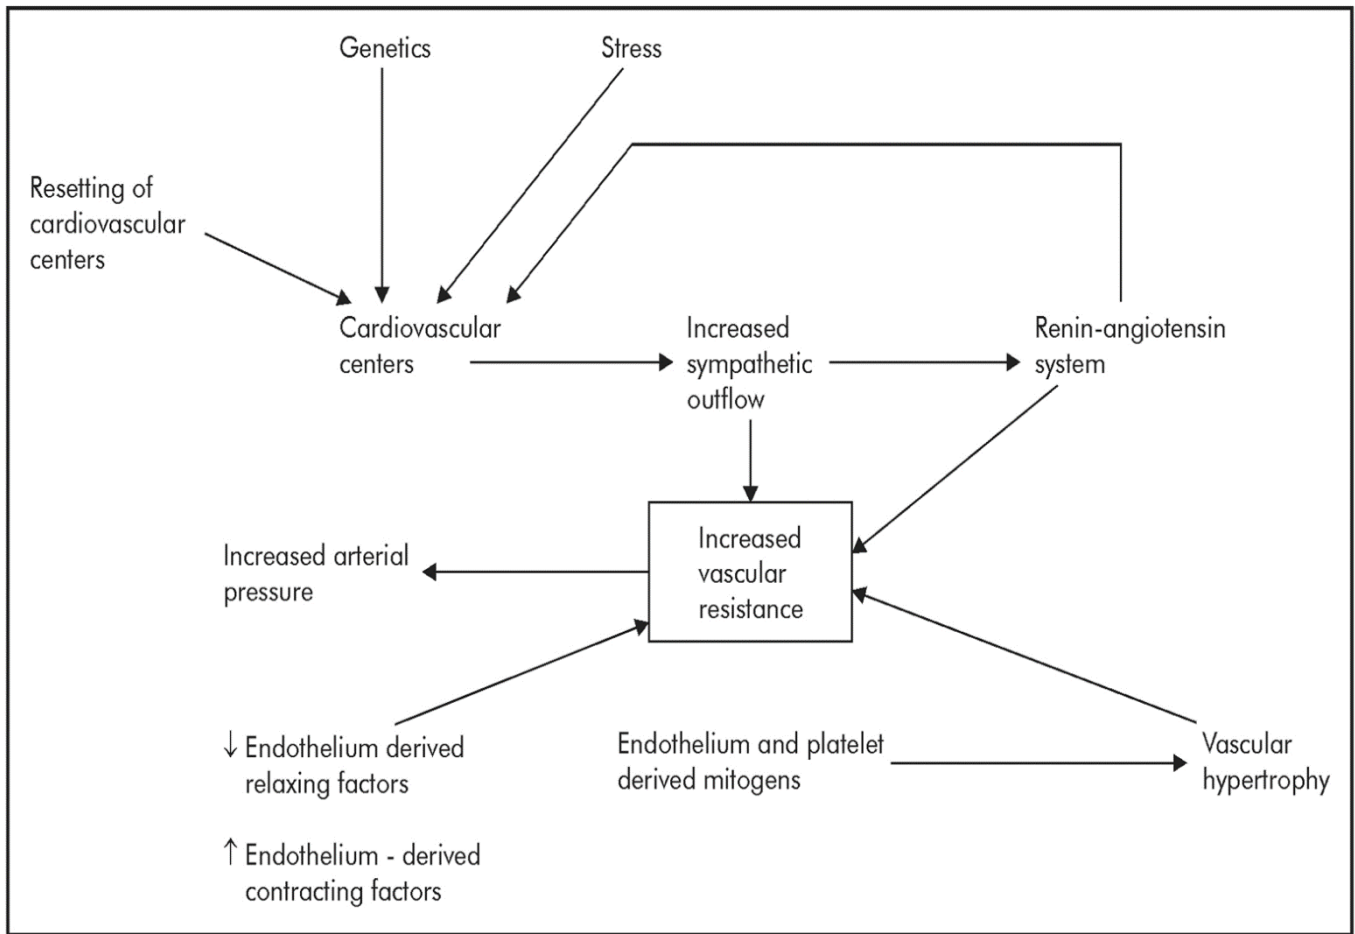 Genetics
Stress
Resetting of
cardiovascular
centers
Cardiovascular
centers
Increased
sympathetic
outflow
Renin-angiotensin
system
Increased arterial
pressure
Increased
vascular
resistance
↓ Endothelium derived
relaxing factors
Endothelium and platelet
derived mitogens
Vascular
hypertrophy
↑ Endothelium - derived
contracting factors